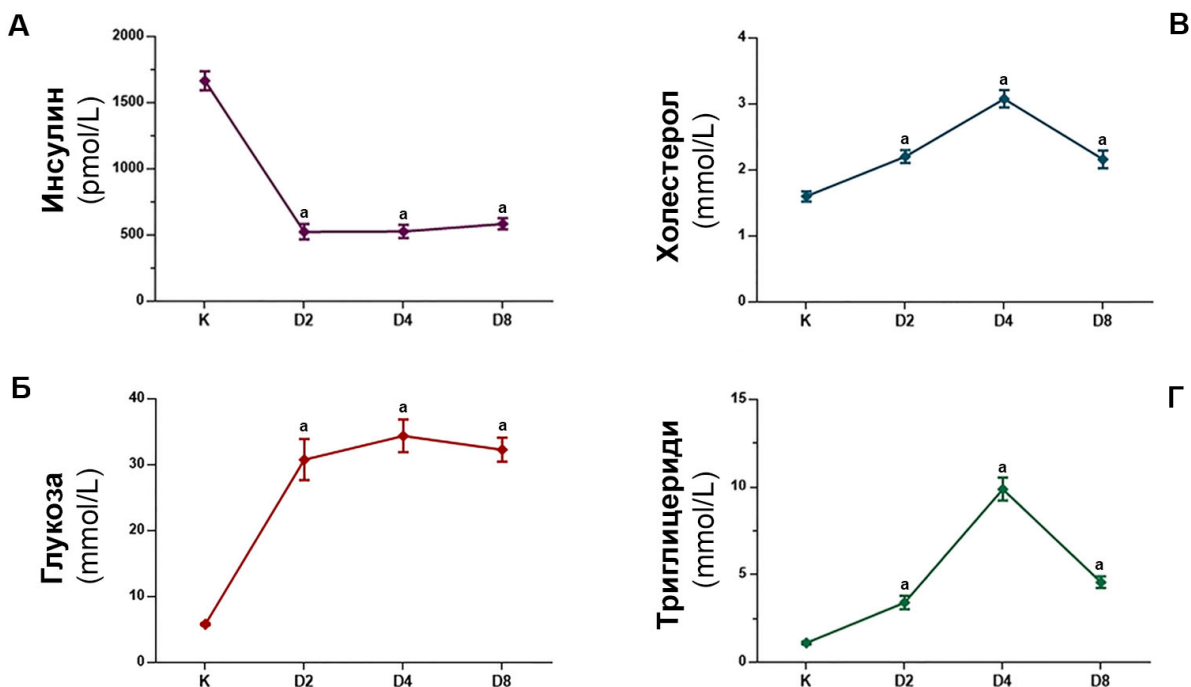 А
Инсулин
(pmol/L)
2000
1500
1000
500
0
a
a
a
K
D2
D4
D8
В
Холестерол
(mmol/L)
4
3
2
1
0
a
a
a
K
D2
D4
D8
Б
Глукоза
(mmol/L)
40
30
20
10
0
a
a
a
K
D2
D4
D8
Г
Триглицериди
(mmol/L)
15
10
5
0
a
a
a
K
D2
D4
D8